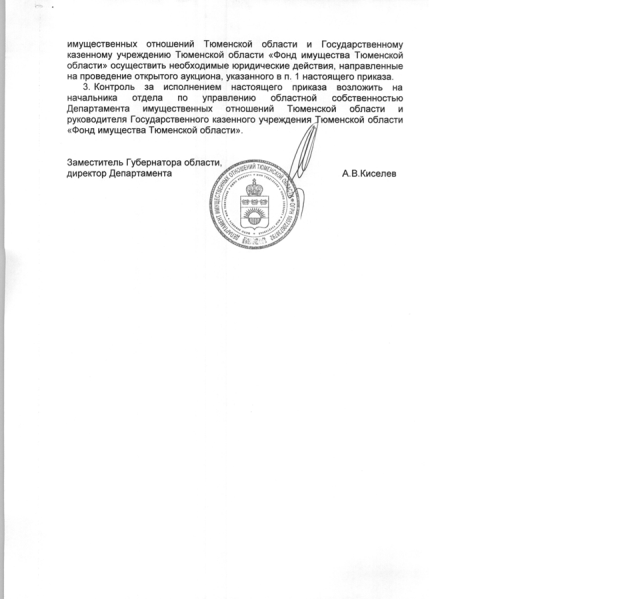 имущественных отношений Тюменской области и Государственному
казенному учреждению Тюменской области «Фонд имущества Тюменской
области» осуществить необходимые юридические действия, направленные
на проведение открытого аукциона, указанного в п. 1 настоящего приказа.
3. Контроль за исполнением настоящего приказа возложить на
начальника отдела по управлению областной собственностью
Департамента имущественных отношений Тюменской области и
руководителя Государственного казенного учреждения Тюменской области
«Фонд имущества Тюменской области».
Заместитель Губернатора области,
директор Департамента А.В.Киселев
ДЕПАРТАМЕНТ ИМУЩЕСТВЕННЫХ ОТНОШЕНИЙ ТЮМЕНСКОЙ ОБЛАСТИ